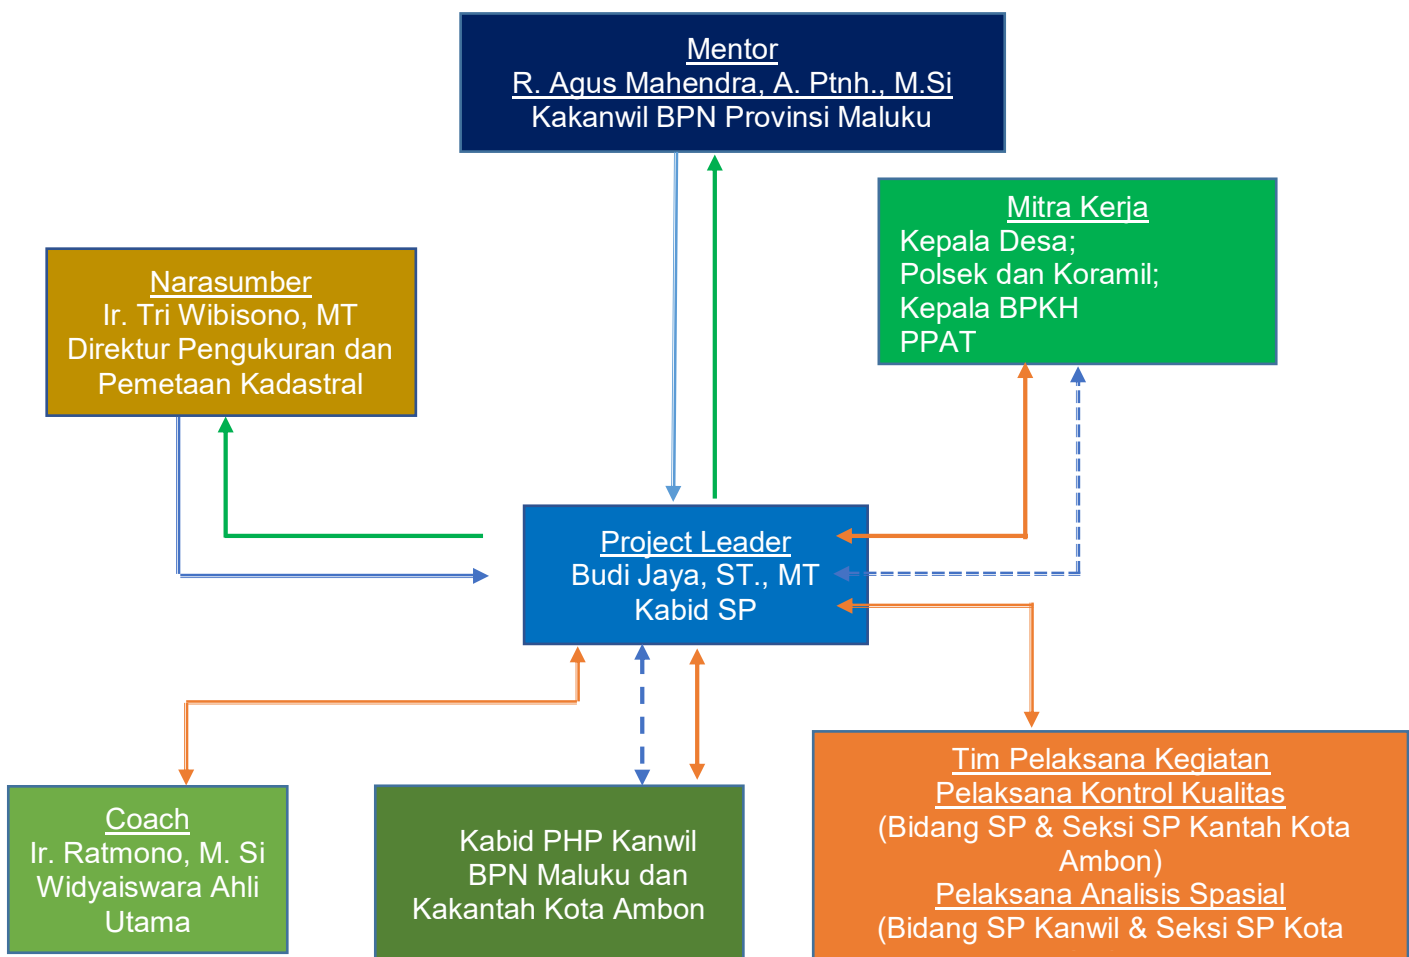 Mentor
R. Agus Mahendra, A. Ptnh., M.Si
Kakanwil BPN Provinsi Maluku
Mitra Kerja
Kepala Desa;
Polsek dan Koramil;
Kepala BPKH
PPAT
Narasumber
Ir. Tri Wibisono, MT
Direktur Pengukuran dan
Pemetaan Kadastral
Project Leader
Budi Jaya, ST., MT
Kabid SP
Coach
Ir. Ratmono, M. Si
Widyaiswara Ahli
Utama
Kabid PHP Kanwil
BPN Maluku dan
Kakantah Kota Ambon
Tim Pelaksana Kegiatan
Pelaksana Kontrol Kualitas
(Bidang SP & Seksi SP Kantah Kota
Ambon)
Pelaksana Analisis Spasial
(Bidang SP Kanwil & Seksi SP Kota